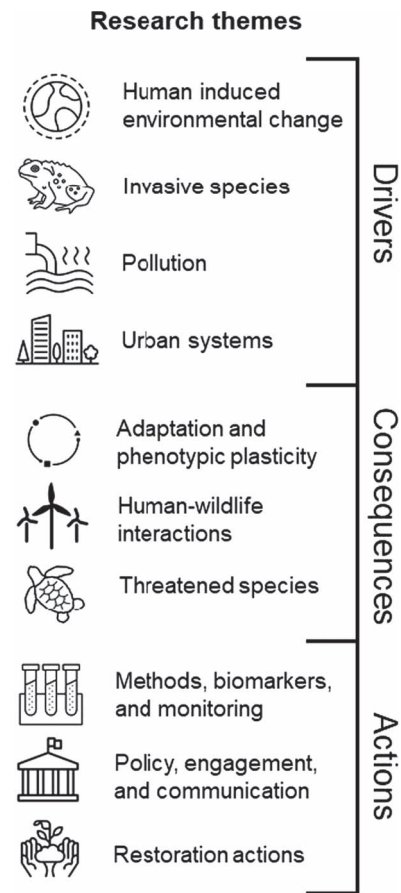 Research themes
Human induced
environmental change
Invasive species
Pollution
Urban systems
Drivers
Adaptation and
phenotypic plasticity
Human-wildlife
interactions
Threatened species
Consequences
Methods, biomarkers,
and monitoring
Policy, engagement,
and communication
Restoration actions
Actions